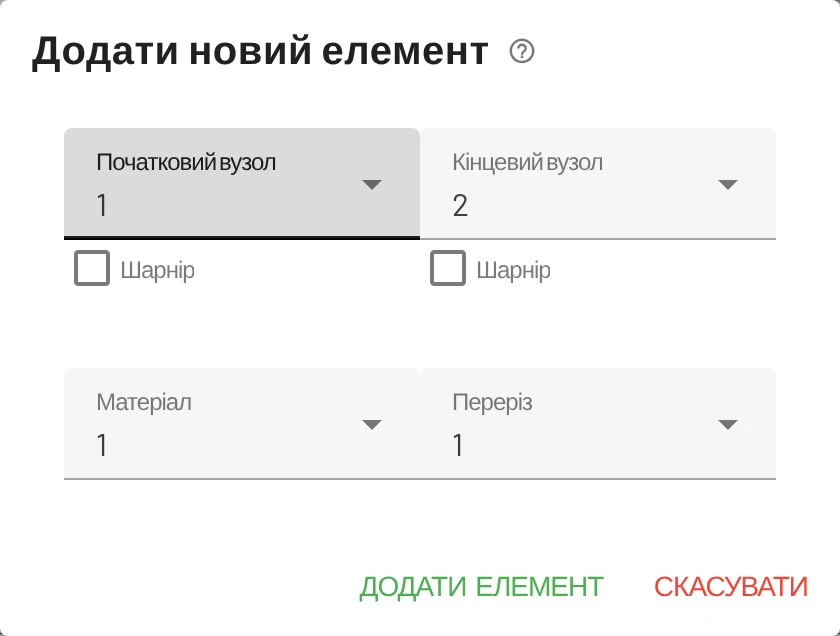 Додати новий елемент
Початковий вузол
1
Кінцевий вузол
2
Шарнір
Шарнір
Матеріал
1
Переріз
1
ДОДАТИ ЕЛЕМЕНТ
СКАСУВАТИ